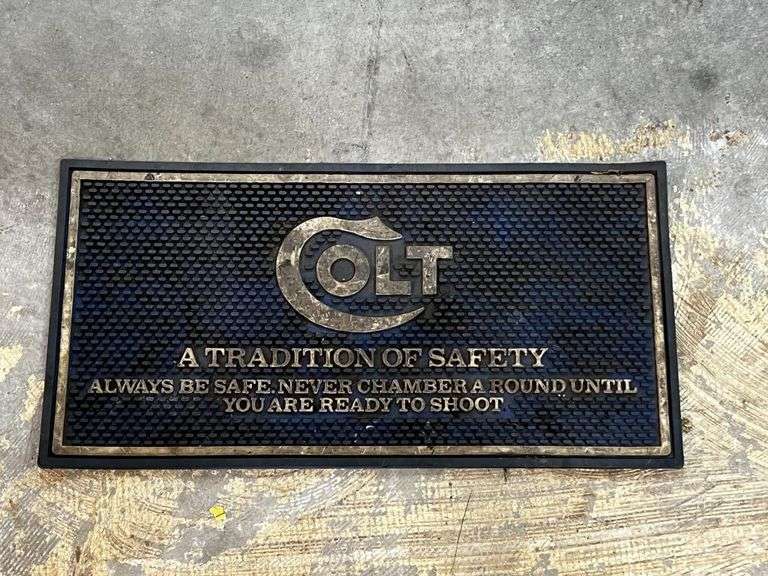 COLT
A TRADITION OF SAFETY
ALWAYS BE SAFE. NEVER CHAMBER A ROUND UNTIL
YOU ARE READY TO SHOOT